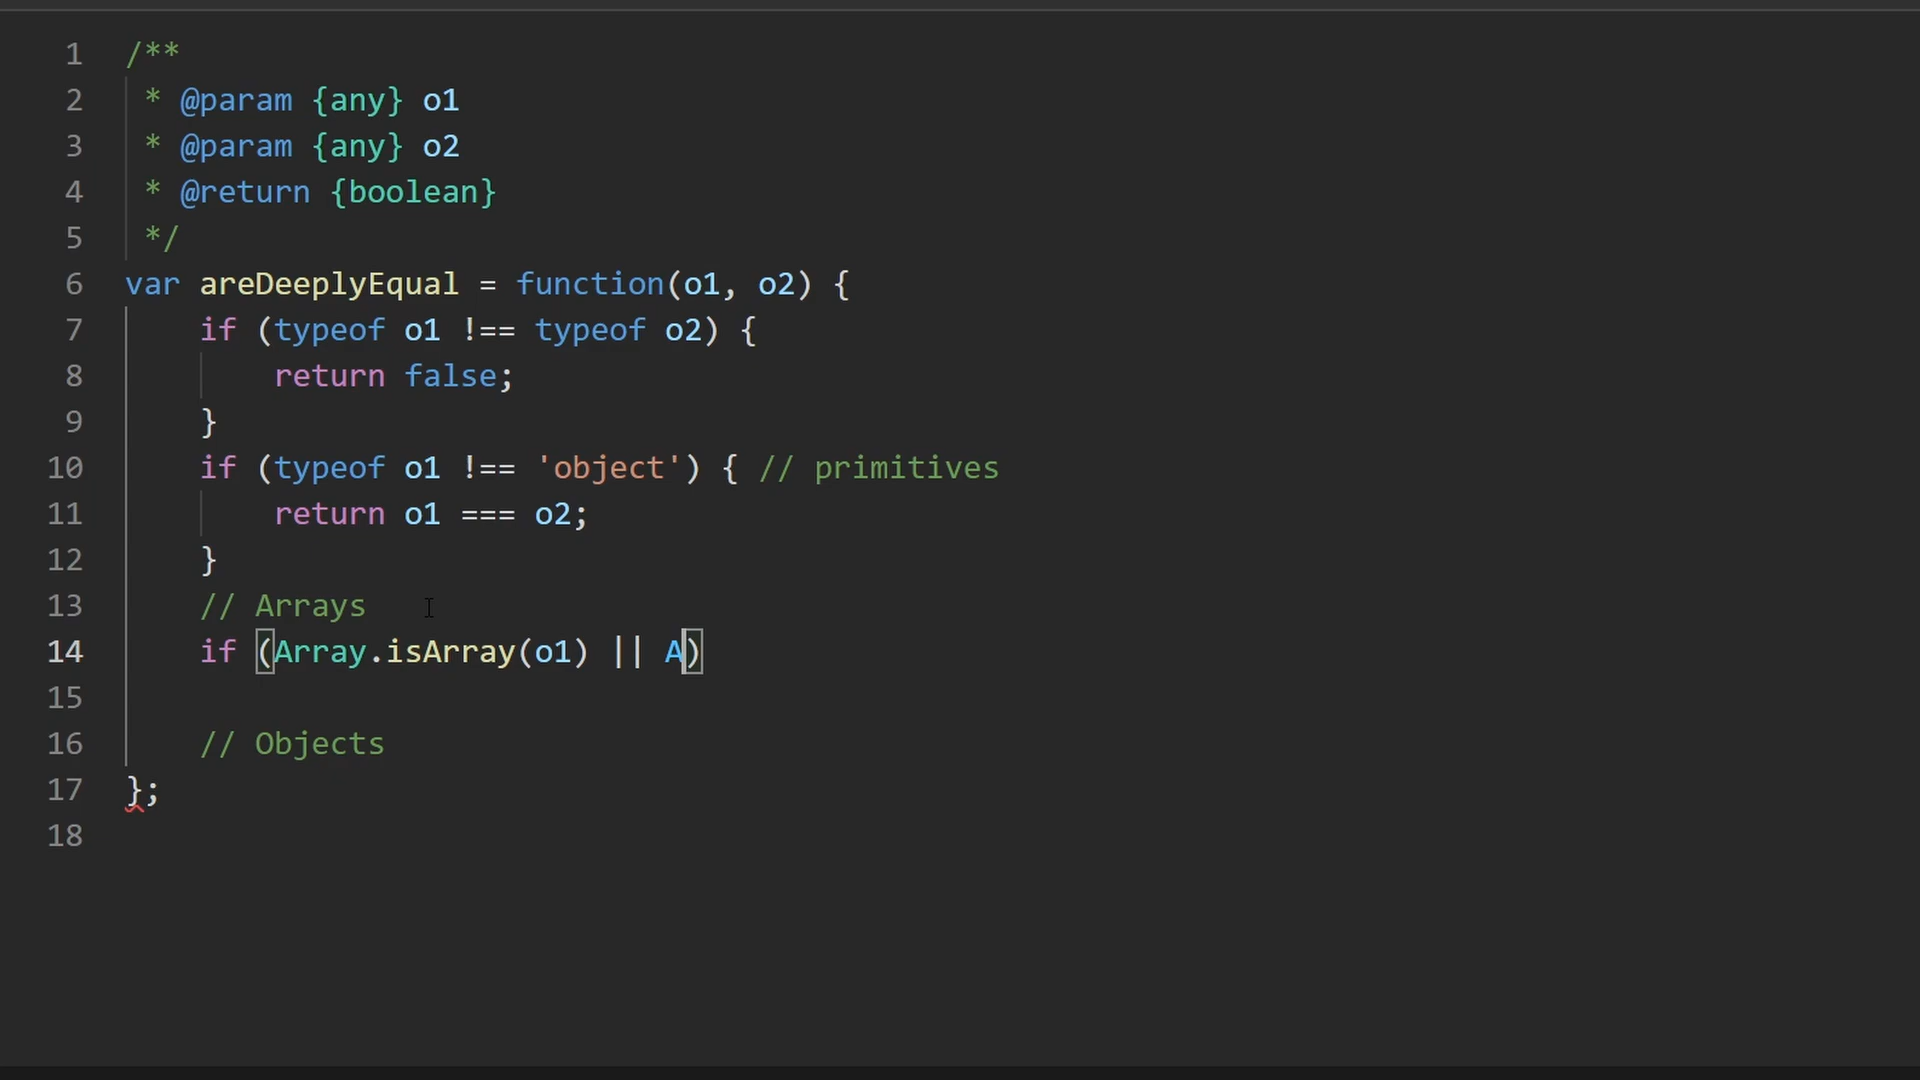 1 /**
2  * @param {any} o1
3  * @param {any} o2
4  * @return {boolean}
5  */
6 var areDeeplyEqual = function(o1, o2) {
7     if (typeof o1 !== typeof o2) {
8         return false;
9     }
10     if (typeof o1 !== 'object') { // primitives
11         return o1 === o2;
12     }
13     // Arrays
14     if (Array.isArray(o1) || A)
15
16     // Objects
17 };
18